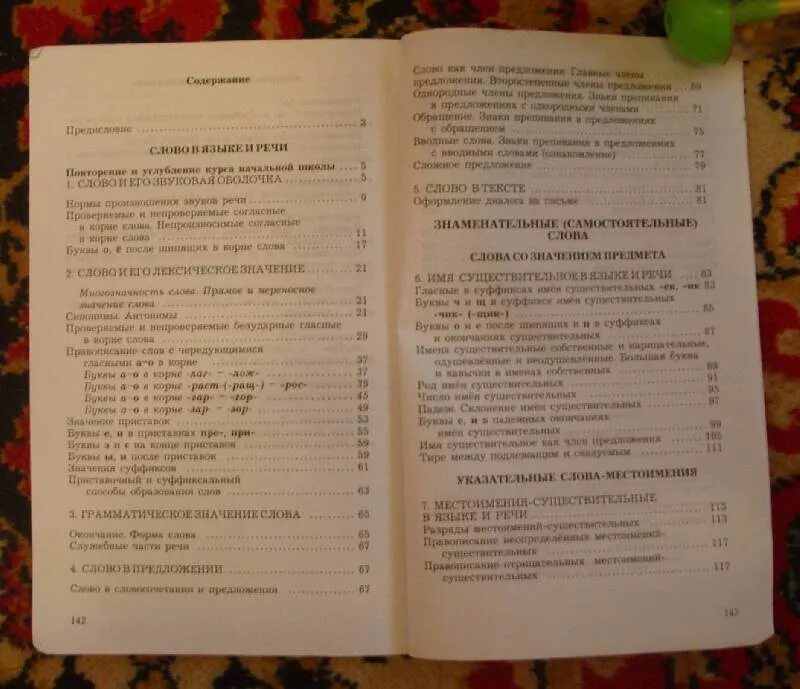 Содержание
Предисловие 3
СЛОВО В ЯЗЫКЕ И РЕЧИ
Повторение и углубление курса начальной школы 5
1. СЛОВО И ЕГО ЗВУКОВАЯ ОБОЛОЧКА 5
Нормы произношения звуков речи 9
Проверяемые и непроверяемые согласные
в корне слова. Непроизносимые согласные
в корне слова 11
Буквы о, ё после шипящих в корне слова 17
2. СЛОВО И ЕГО ЛЕКСИЧЕСКОЕ ЗНАЧЕНИЕ 21
Многозначность слова. Прямое и переносное
значение слова 21
Синонимы. Антонимы 21
Проверяемые и непроверяемые безударные гласные
в корне слова 29
Правописание слов с чередующимися
гласными а–о в корне 37
Буквы а–о в корне -лаг- – -лож- 37
Буквы а–о в корне -раст-(-ращ-) – -рос- 39
Буквы а–о в корне -гар- – -гор- 45
Буквы а–о в корне -зар- – -зор- 49
Значение приставок 53
Буквы е, и в приставках пре-, при- 55
Буквы з и с на конце приставок 59
Буквы ы, и после приставок 59
Значения суффиксов 61
Приставочный и суффиксальный
способы образования слов 63
3. ГРАММАТИЧЕСКОЕ ЗНАЧЕНИЕ СЛОВА 65
Окончание. Форма слова 65
Служебные части речи 67
4. СЛОВО В ПРЕДЛОЖЕНИИ 67
Слово в словосочетании и предложении 67
142
Слово как член предложения. Главные члены
предложения. Второстепенные члены предложения 69
Однородные члены предложения. Знаки препинания
в предложениях с однородными членами 71
Обращение. Знаки препинания в предложениях
с обращением 75
Вводные слова. Знаки препинания в предложениях
с вводными словами (ознакомление) 77
Сложное предложение 79
5. СЛОВО В ТЕКСТЕ 81
Оформление диалога на письме 81
ЗНАМЕНАТЕЛЬНЫЕ (САМОСТОЯТЕЛЬНЫЕ)
СЛОВА
СЛОВА СО ЗНАЧЕНИЕМ ПРЕДМЕТА
6. ИМЯ СУЩЕСТВИТЕЛЬНОЕ В ЯЗЫКЕ И РЕЧИ 83
Гласные в суффиксах имён существительных -ек, -ик 83
Буквы ч и щ в суффиксе имён существительных
-чик- (-щик-) 85
Буквы о и е после шипящих и ц в суффиксах
и окончаниях существительных 87
Имена существительные собственные и нарицательные,
одушевлённые и неодушевлённые. Большая буква
и кавычки в именах собственных 89
Род имён существительных 91
Число имён существительных 95
Падеж. Склонение имён существительных 97
Буквы е, и в падежных окончаниях
имён существительных 99
Имя существительное как член предложения 105
Тире между подлежащим и сказуемым 111
УКАЗАТЕЛЬНЫЕ СЛОВА-МЕСТОИМЕНИЯ
7. МЕСТОИМЕНИЯ-СУЩЕСТВИТЕЛЬНЫЕ
В ЯЗЫКЕ И РЕЧИ 113
Разряды местоимений-существительных 113
Правописание неопределённых местоимений-
существительных 117
Правописание отрицательных местоимений-
существительных 117
143